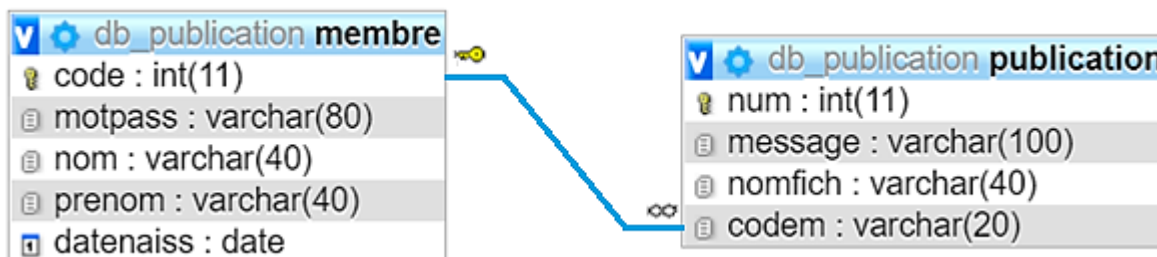 db_publication membre
code : int(11)
motpass : varchar(80)
nom : varchar(40)
prenom : varchar(40)
datenaiss : date
db_publication publication
num : int(11)
message : varchar(100)
nomfich : varchar(40)
codem : varchar(20)